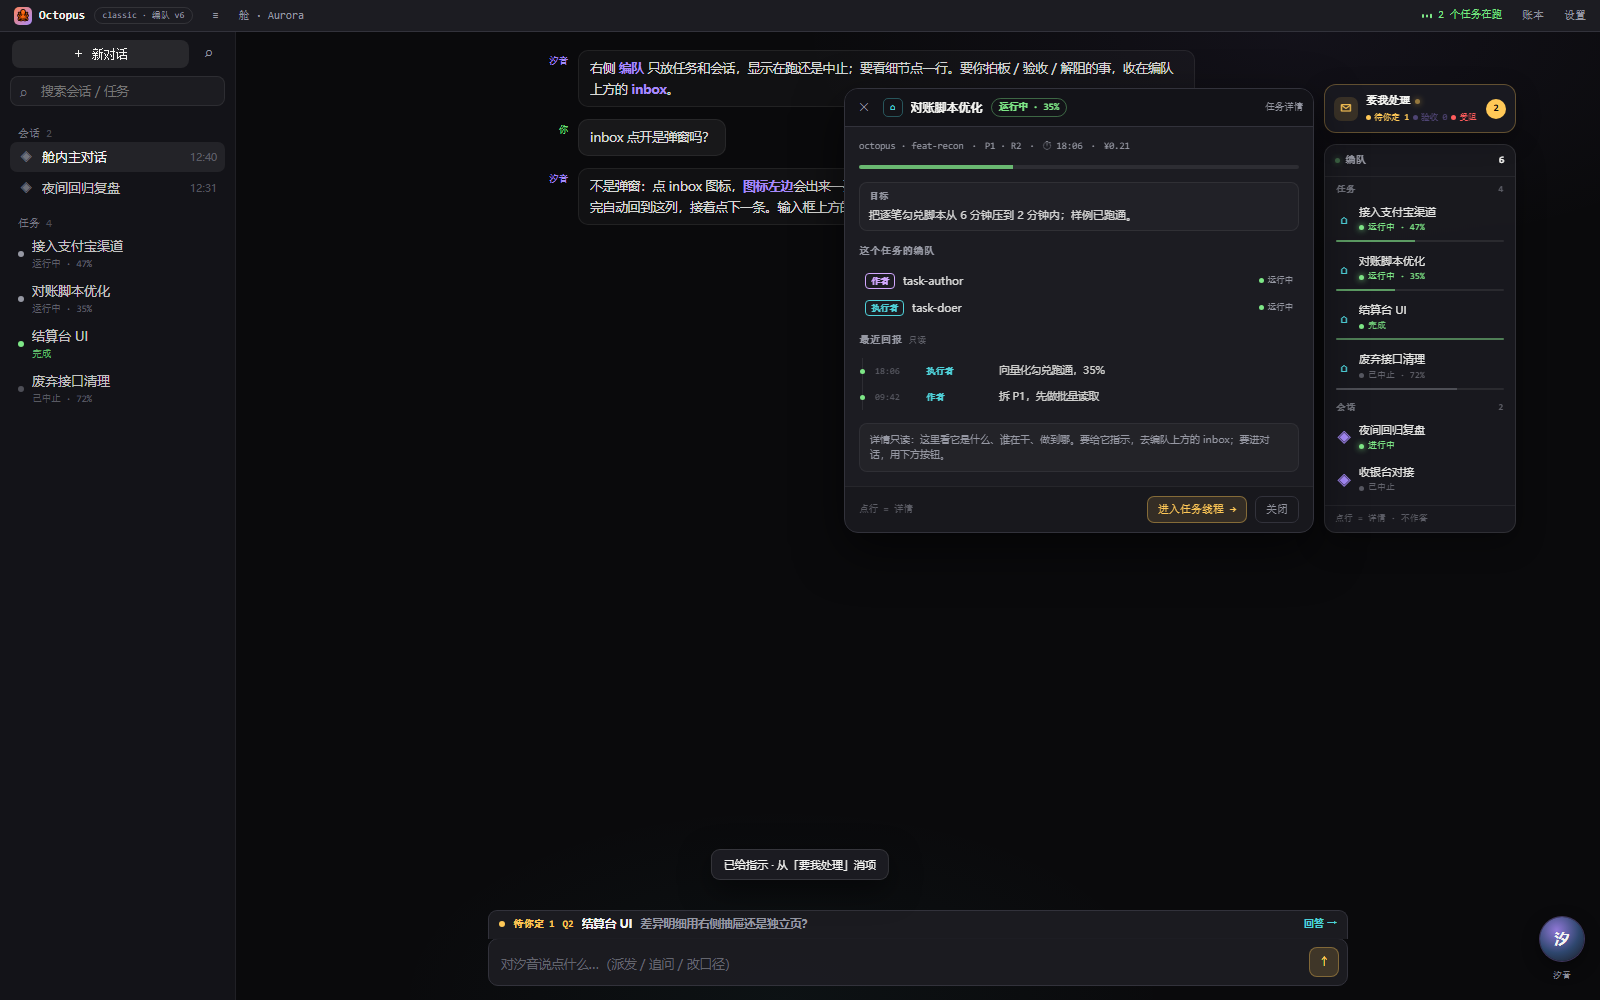 Octopus classic · 编队 v6 ≡ 舱 · Aurora
2 个任务在跑 账本 设置
+ 新对话
搜索会话 / 任务
会话 2
舱内主对话 12:40
夜间回归复盘 12:31
任务 4
接入支付宝渠道
运行中 · 47%
对账脚本优化
运行中 · 35%
结算台 UI
完成
废弃接口清理
已中止 · 72%
汐音
右侧 编队 只放任务和会话，显示在跑还是中止；要看细节点一行。要你拍板 / 验收 / 解阻的事，收在编队
上方的 inbox。
你
inbox 点开是弹窗吗？
汐音
不是弹窗：点 inbox 图标，图标左边会出来一
完自动回到这列，接着点下一条。输入框上方的
对账脚本优化 运行中 · 35% 任务详情
octopus · feat-recon · P1 · R2 · ⏱ 18:06 · ¥0.21
目标
把逐笔勾兑脚本从 6 分钟压到 2 分钟内；样例已跑通。
这个任务的编队
作者 task-author 运行中
执行者 task-doer 运行中
最近回报 只读
18:06 执行者 向量化勾兑跑通，35%
09:42 作者 拆 P1，先做批量读取
详情只读：这里看它是什么、谁在干、做到哪。要给它指示，去编队上方的 inbox；要进对
话，用下方按钮。
点行 = 详情 进入任务线程 → 关闭
要我处理
待你定 1 验收 0 受阻
2
编队 6
任务 4
接入支付宝渠道
运行中 · 47%
对账脚本优化
运行中 · 35%
结算台 UI
完成
废弃接口清理
已中止 · 72%
会话 2
夜间回归复盘
进行中
收银台对接
已中止
点行 = 详情 · 不作答
已给指示 · 从「要我处理」消项
待你定 1 Q2 结算台 UI 差异明细用右侧抽屉还是独立页？ 回答 →
对汐音说点什么…（派发 / 追问 / 改口径） ↑
汐
汐音